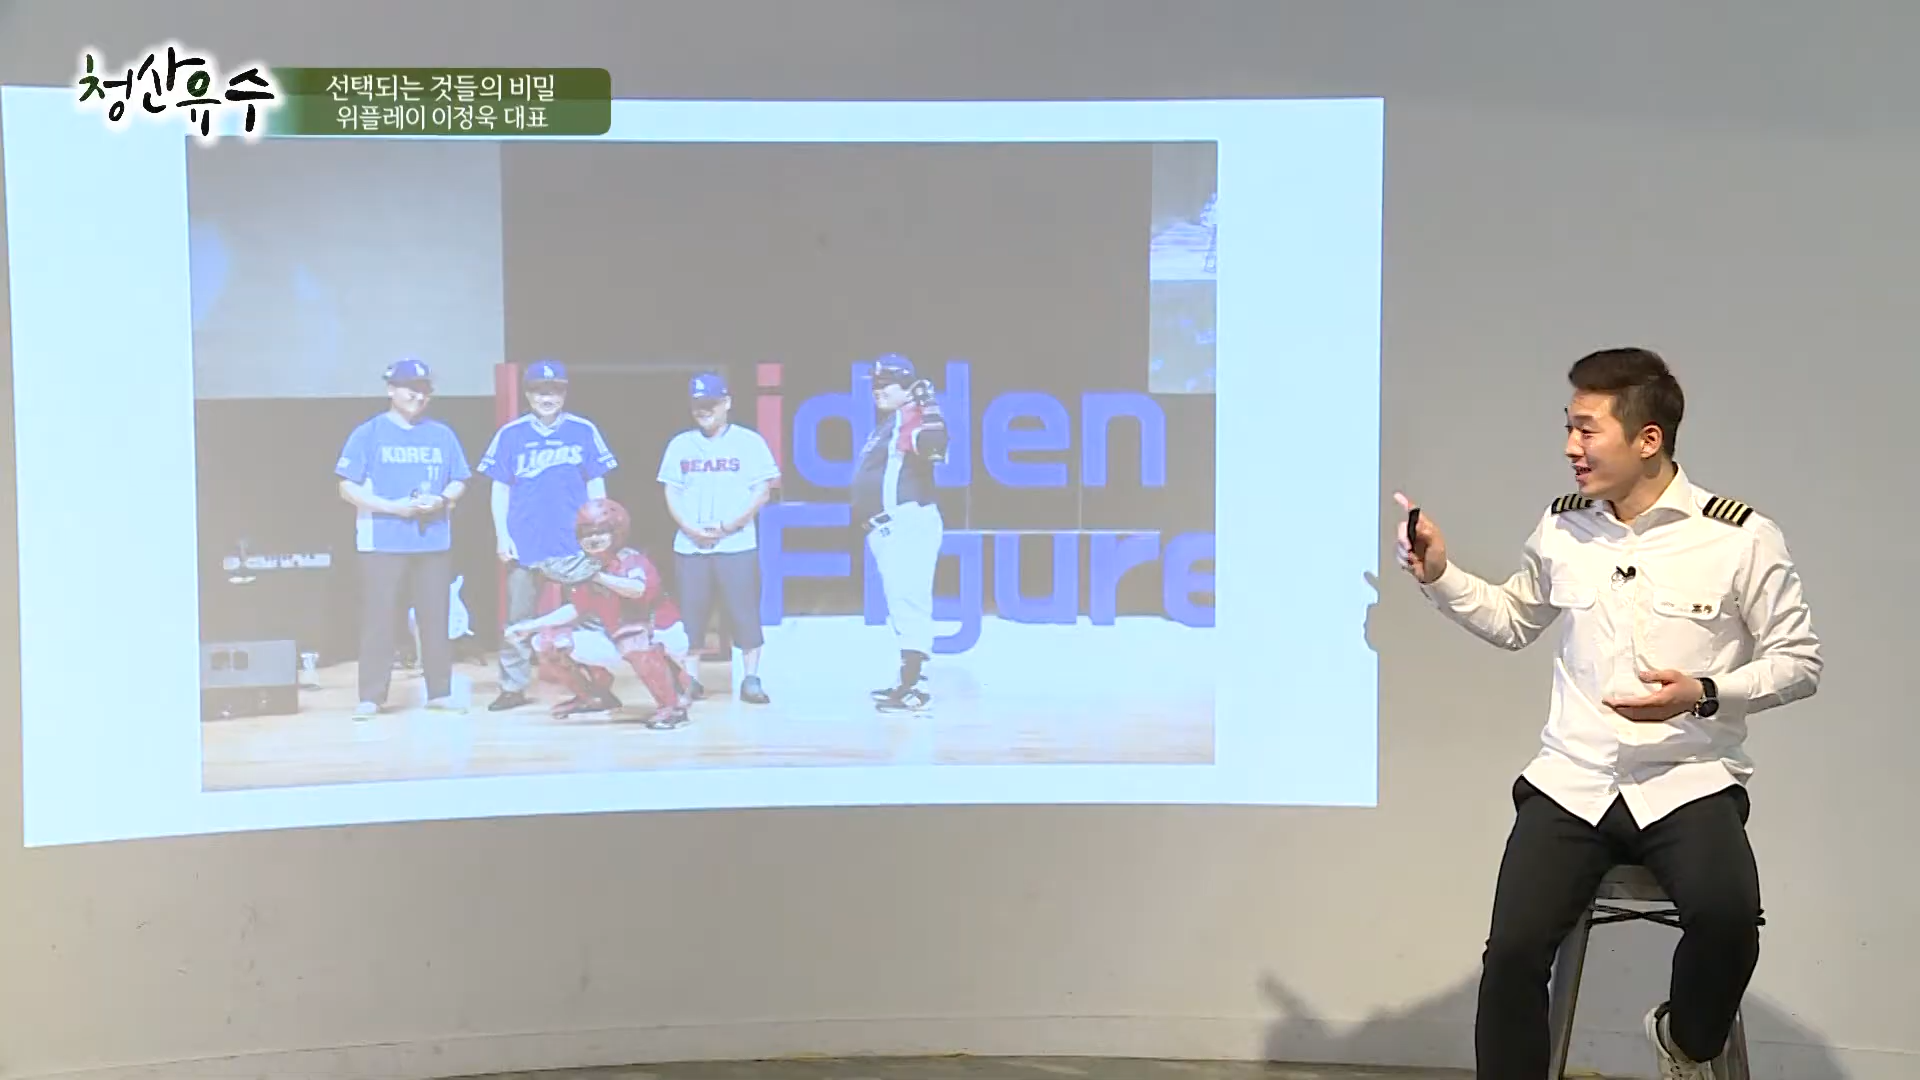 청산유수
선택되는 것들의 비밀
위플레이 이정욱 대표
KOREA
11
LIONS
BEARS
idden
Figure